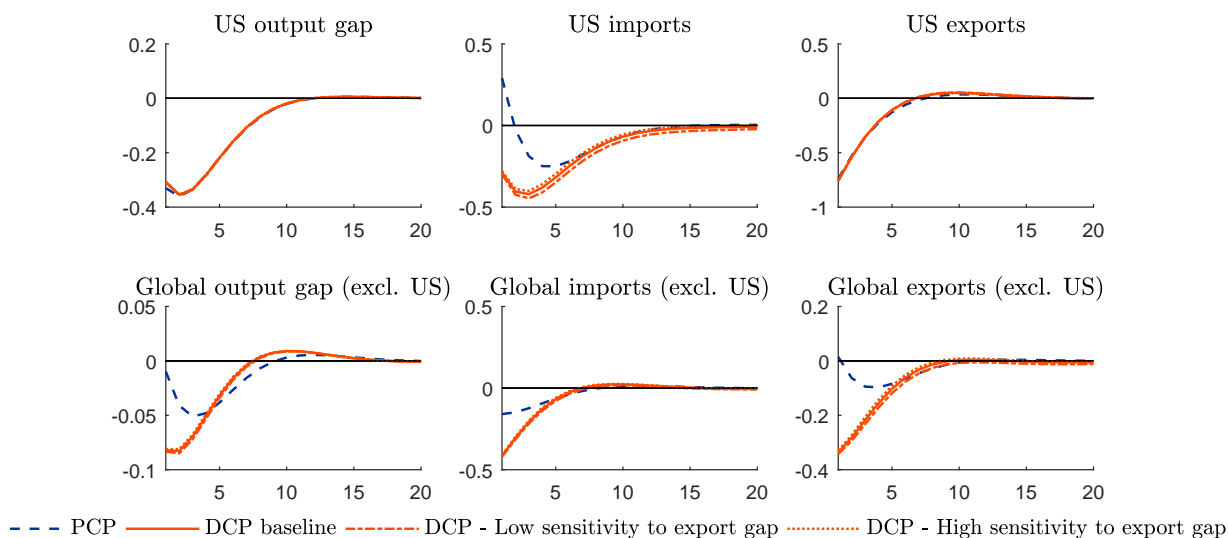 US output gap
US imports
US exports
0.2
0
-0.2
-0.4
5 10 15 20
0.5
0
-0.5
5 10 15 20
0.5
0
-0.5
-1
5 10 15 20
Global output gap (excl. US)
Global imports (excl. US)
Global exports (excl. US)
0.05
0
-0.05
-0.1
5 10 15 20
0.5
0
-0.5
5 10 15 20
0.2
0
-0.2
-0.4
5 10 15 20
PCP DCP baseline DCP - Low sensitivity to export gap DCP - High sensitivity to export gap